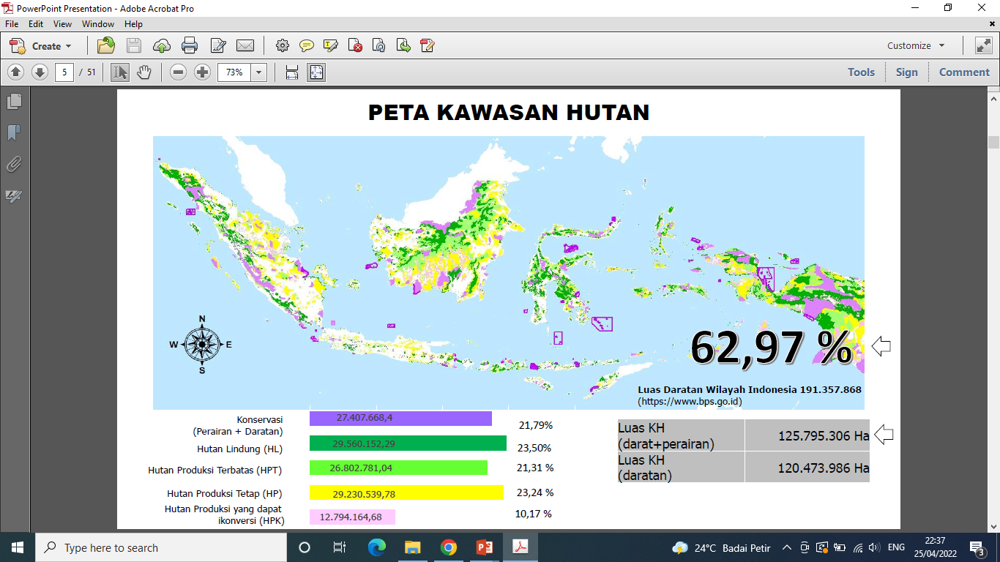 PowerPoint Presentation - Adobe Acrobat Pro
File Edit View Window Help
Create
Customize
5 / 51
73%
Tools Sign Comment
PETA KAWASAN HUTAN
N
W E
S
62,97 %
Luas Daratan Wilayah Indonesia 191.357.868
(https://www.bps.go.id)
Konservasi
(Perairan + Daratan)
27.407.668,4
21,79%
Hutan Lindung (HL)
29.560.152,29
23,50%
Hutan Produksi Terbatas (HPT)
26.802.781,04
21,31 %
Hutan Produksi Tetap (HP)
29.230.539,78
23,24 %
Hutan Produksi yang dapat
ikonversi (HPK)
12.794.164,68
10,17 %
Luas KH
(darat+perairan)
125.795.306 Ha
Luas KH
(daratan)
120.473.986 Ha
Type here to search
24°C Badai Petir
ENG
22:37
25/04/2022
3